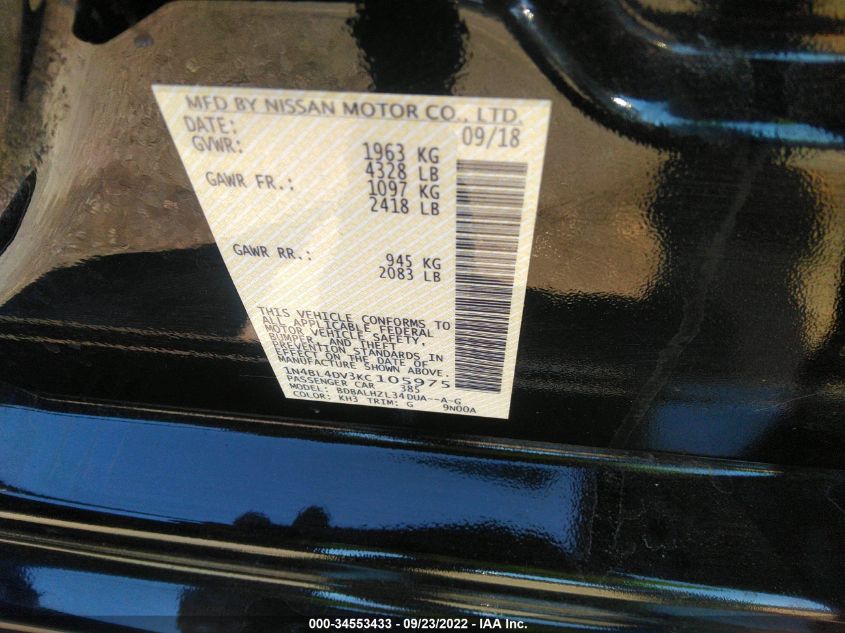 MFD BY NISSAN MOTOR CO., LTD.
DATE: 09/18
GVWR: 1963 KG
4328 LB
GAWR FR.: 1097 KG
2418 LB
GAWR RR.: 945 KG
2083 LB
THIS VEHICLE CONFORMS TO
ALL APPLICABLE FEDERAL
MOTOR VEHICLE SAFETY,
BUMPER, AND THEFT
PREVENTION STANDARDS IN
EFFECT ON THE DATE OF
MANUFACTURE SHOWN ABOVE.
1N4BL4DV3KC105975
PASSENGER CAR 385
MODEL: BDBALHZL34DUA--A-G
COLOR: KH3 TRIM: G 9N00A
000-34553433 - 09/23/2022 - IAA Inc.